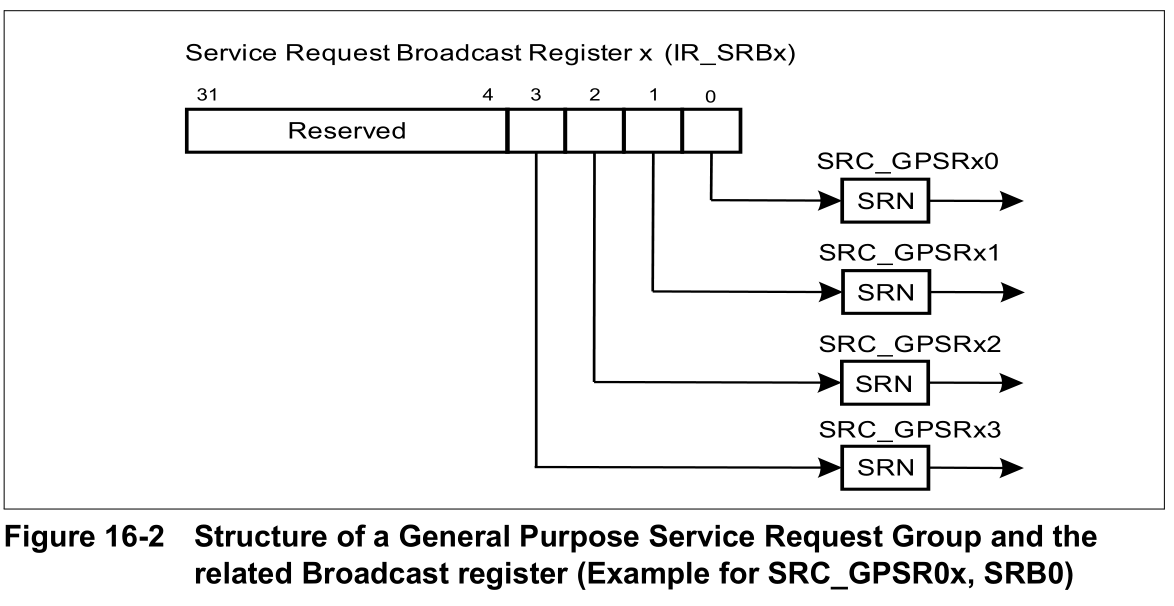 Service Request Broadcast Register x (IR_SRBx)
31 4 3 2 1 0
Reserved
SRC_GPSRx0
SRN
SRC_GPSRx1
SRN
SRC_GPSRx2
SRN
SRC_GPSRx3
SRN
Figure 16-2 Structure of a General Purpose Service Request Group and the
related Broadcast register (Example for SRC_GPSR0x, SRB0)